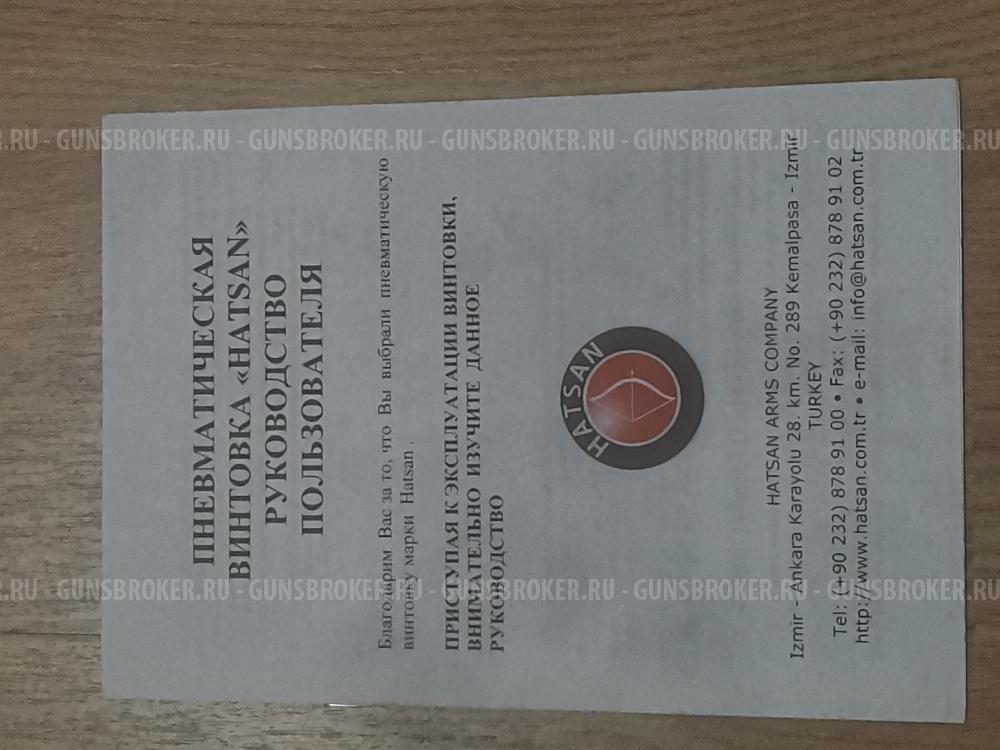 ПНЕВМАТИЧЕСКАЯ
ВИНТОВКА «HATSAN»
РУКОВОДСТВО
ПОЛЬЗОВАТЕЛЯ
Благодарим Вас за то, что Вы выбрали пневматическую
винтовку марки Hatsan .
ПРИСТУПАЯ К ЭКСПЛУАТАЦИИ ВИНТОВКИ,
ВНИМАТЕЛЬНО ИЗУЧИТЕ ДАННОЕ
РУКОВОДСТВО
HATSAN
HATSAN ARMS COMPANY
Izmir - Ankara Karayolu 28. km. No. 289 Kemalpasa - Izmir
TURKEY
Tel: (+90 232) 878 91 00 • Fax: (+90 232) 878 91 02
http://www.hatsan.com.tr • e-mail: info@hatsan.com.tr
R.RU - GUNSBROKER.RU - GUNSBROKER.RU - GUNSBROKER.RU - GUNSBROKER.RU - GUNS
R.RU - GUNSBROKER.RU - GUNSBROKER.RU - GUNSBROKER.RU - GUNSBROKER.RU - GUNS